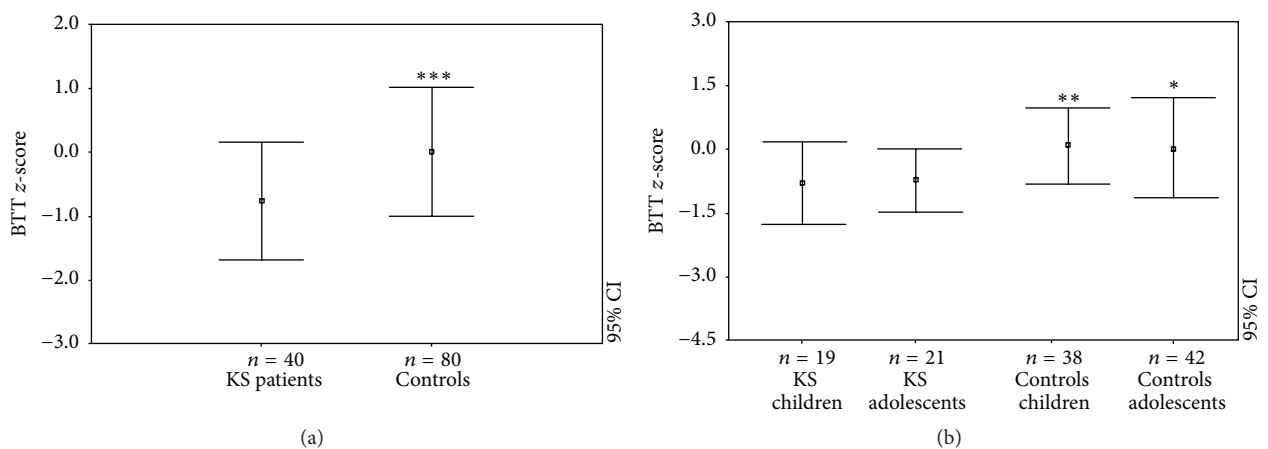 2.0
1.0
0.0
−1.0
−2.0
−3.0
BTT z-score
***
95% CI
n = 40
KS patients
n = 80
Controls
(a)
3.0
1.5
0.0
−1.5
−3.0
−4.5
BTT z-score
**
*
95% CI
n = 19
KS
children
n = 21
KS
adolescents
n = 38
Controls
children
n = 42
Controls
adolescents
(b)